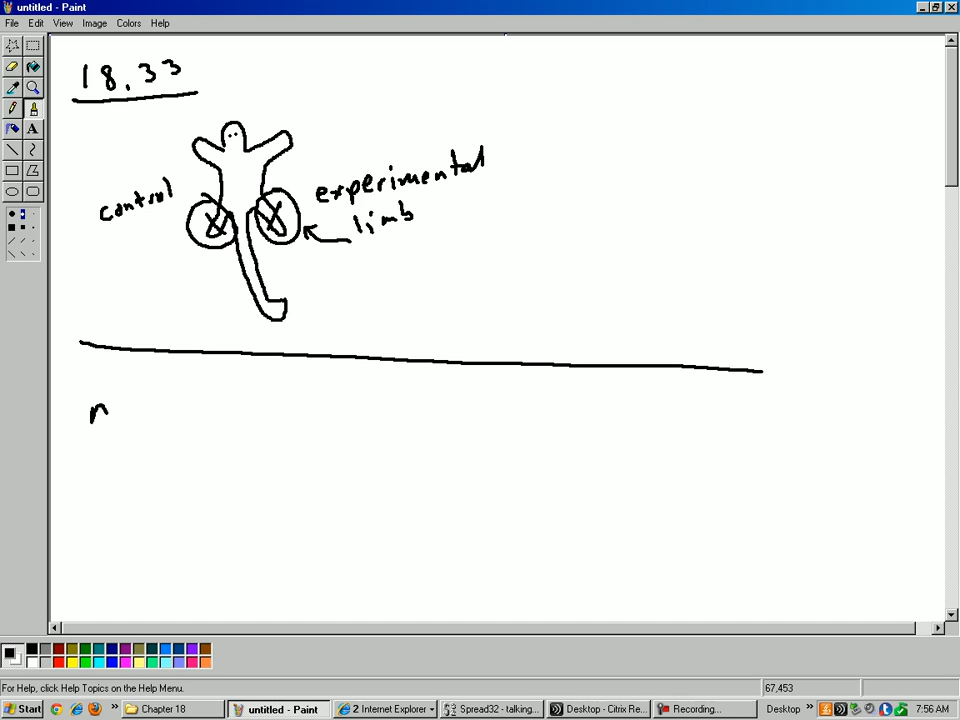 untitled - Paint
File Edit View Image Colors Help
18.33
control
experimental
limb
n
For Help, click Help Topics on the Help Menu.
67,453
Start
Chapter 18
untitled - Paint
2 Internet Explorer
Spread32 - talking...
Desktop - Citrix Re...
Recording...
Desktop
7:56 AM